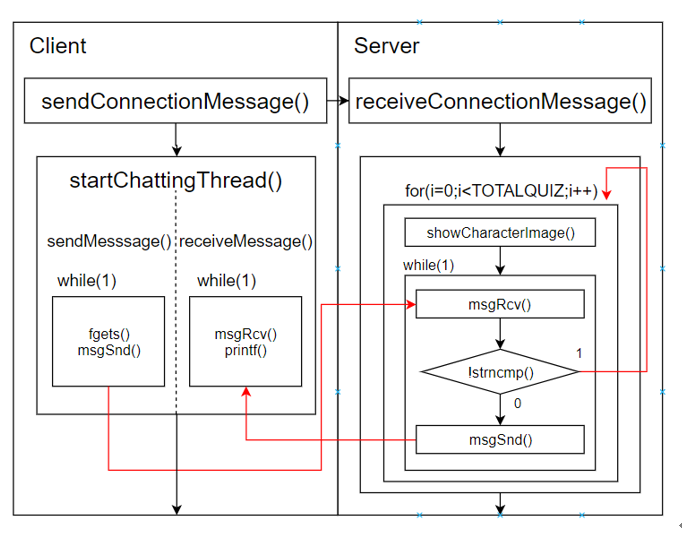 Client
Server
sendConnectionMessage()
receiveConnectionMessage()
startChattingThread()
sendMesssage()
receiveMessage()
while(1)
while(1)
fgets()
msgSnd()
msgRcv()
printf()
for(i=0;i<TOTALQUIZ;i++)
showCharacterImage()
while(1)
msgRcv()
!strncmp()
1
0
msgSnd()